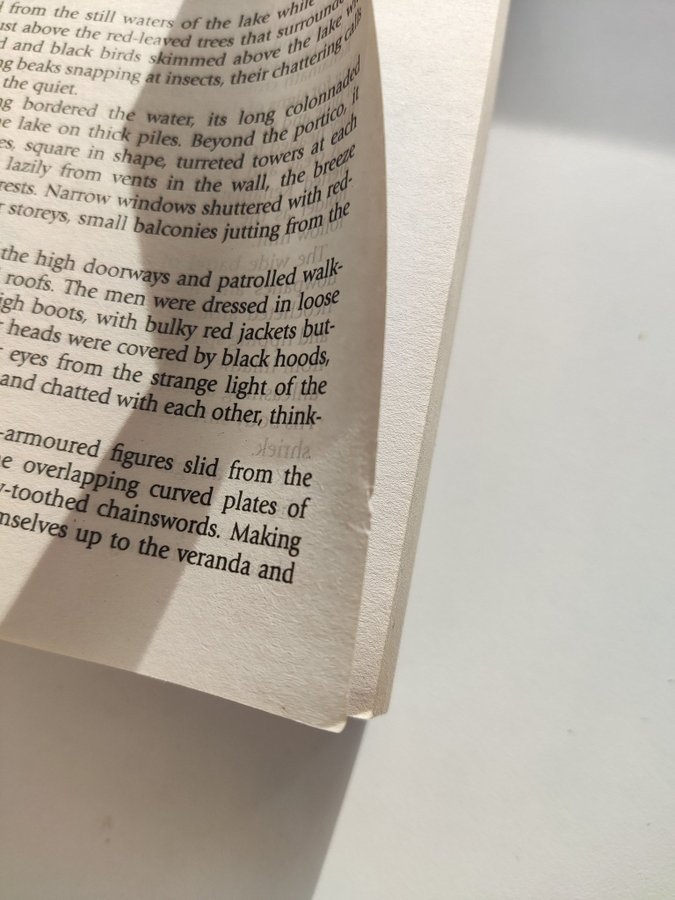 from the still waters of the lake while
ust above the red-leaved trees that surround
d and black birds skimmed above the lake wi
ng beaks snapping at insects, their chattering calls
the quiet.
ng bordered the water, its long colonnaded
e lake on thick piles. Beyond the portico, it
es, square in shape, turreted towers at each
lazily from vents in the wall, the breeze
rests. Narrow windows shuttered with red-
r storeys, small balconies jutting from the
the high doorways and patrolled walk-
roofs. The men were dressed in loose
igh boots, with bulky red jackets but-
r heads were covered by black hoods,
r eyes from the strange light of the
and chatted with each other, think-
-armoured figures slid from the
e overlapping curved plates of
y-toothed chainswords. Making
mselves up to the veranda and